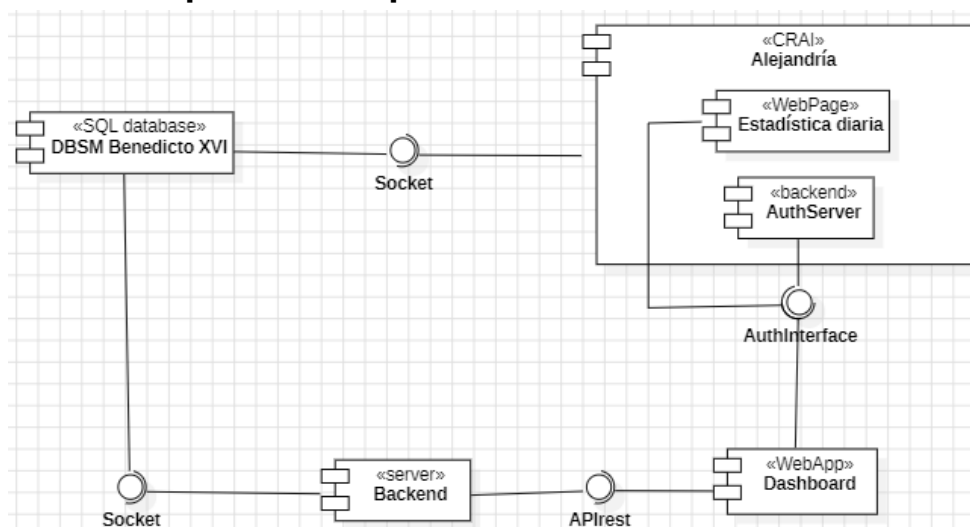 «CRAI»
Alejandría
«WebPage»
Estadística diaria
«SQL database»
DBSM Benedicto XVI
Socket
«backend»
AuthServer
AuthInterface
«WebApp»
Dashboard
«server»
Backend
Socket
APIrest